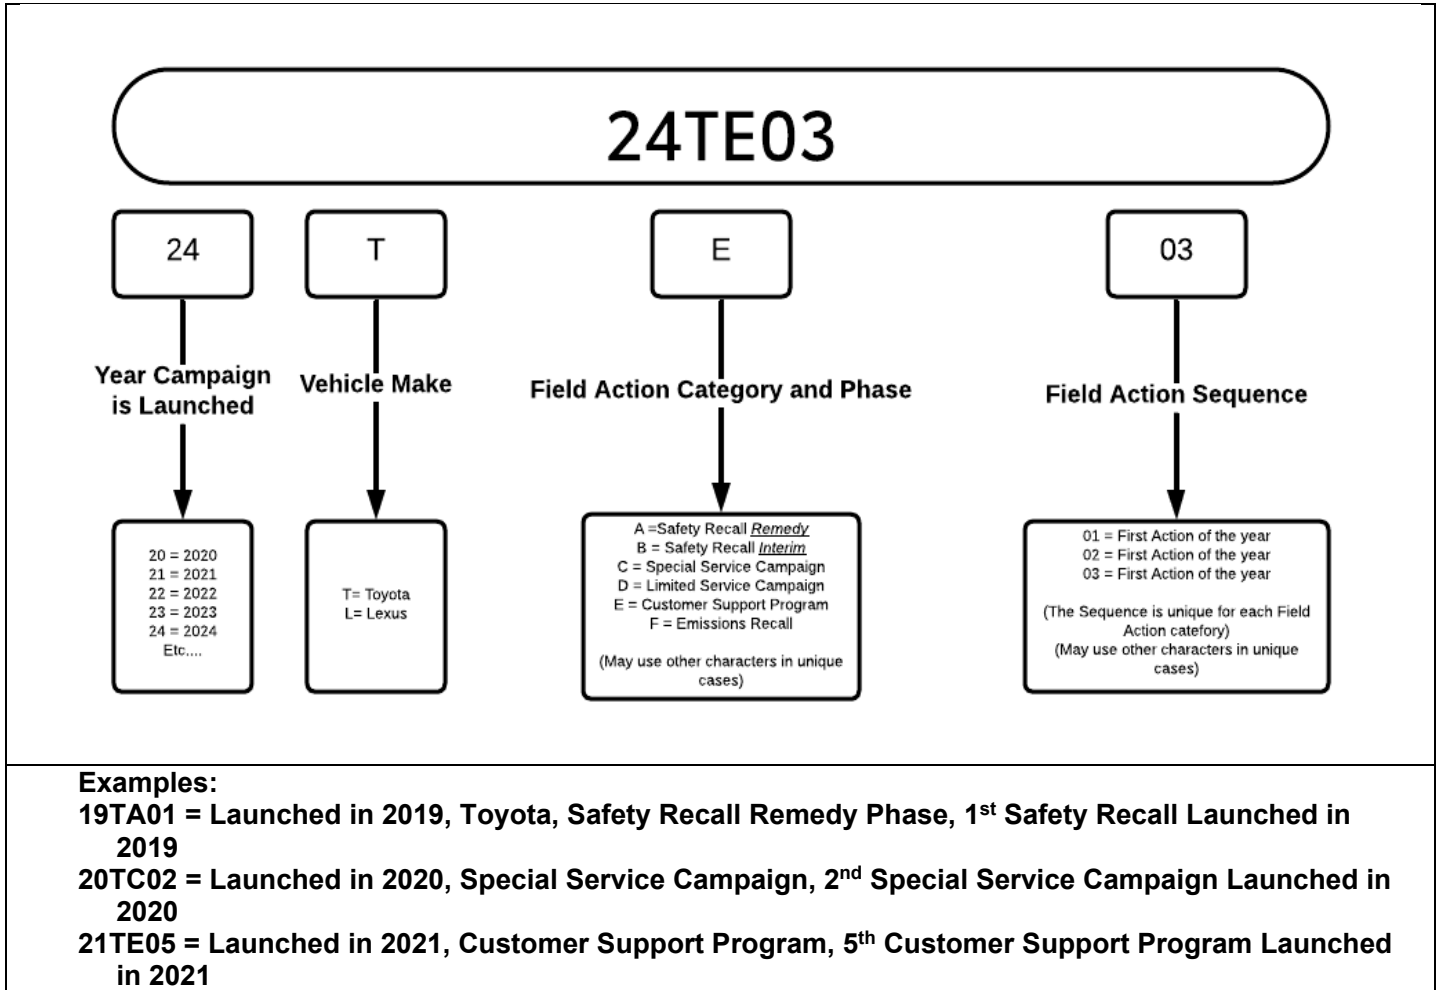 24TE03
24
T
E
03
Year Campaign
is Launched
Vehicle Make
Field Action Category and Phase
Field Action Sequence
20 = 2020
21 = 2021
22 = 2022
23 = 2023
24 = 2024
Etc....
T= Toyota
L= Lexus
A =Safety Recall Remedy
B = Safety Recall Interim
C = Special Service Campaign
D = Limited Service Campaign
E = Customer Support Program
F = Emissions Recall
(May use other characters in unique
cases)
01 = First Action of the year
02 = First Action of the year
03 = First Action of the year
(The Sequence is unique for each Field
Action catefory)
(May use other characters in unique
cases)
Examples:
19TA01 = Launched in 2019, Toyota, Safety Recall Remedy Phase, 1st Safety Recall Launched in
2019
20TC02 = Launched in 2020, Special Service Campaign, 2nd Special Service Campaign Launched in
2020
21TE05 = Launched in 2021, Customer Support Program, 5th Customer Support Program Launched
in 2021